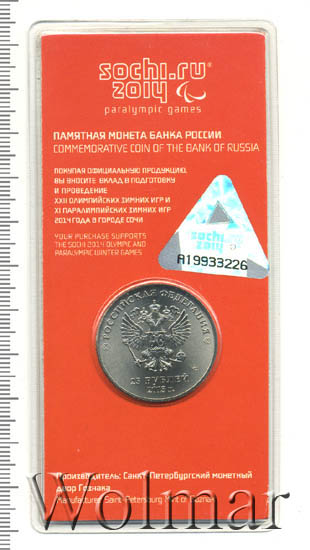 sochi.ru
2014
paralympic games
ПАМЯТНАЯ МОНЕТА БАНКА РОССИИ
COMMEMORATIVE COIN OF THE BANK OF RUSSIA
ПОКУПАЯ ОФИЦИАЛЬНУЮ ПРОДУКЦИЮ,
ВЫ ВНОСИТЕ ВКЛАД В ПОДГОТОВКУ
И ПРОВЕДЕНИЕ
XXII ОЛИМПИЙСКИХ ЗИМНИХ ИГР И
XI ПАРАЛИМПИЙСКИХ ЗИМНИХ ИГР
2014 ГОДА В ГОРОДЕ СОЧИ
YOUR PURCHASE SUPPORTS
THE SOCHI 2014 OLYMPIC AND
PARALYMPIC WINTER GAMES
sochi
2014
A19933226
РОССИЙСКАЯ ФЕДЕРАЦИЯ
25 РУБЛЕЙ
Производитель: Санкт-Петербургский монетный
двор Гознака
Manufacturer: Saint-Petersburg Mint of Goznak
Wolmar